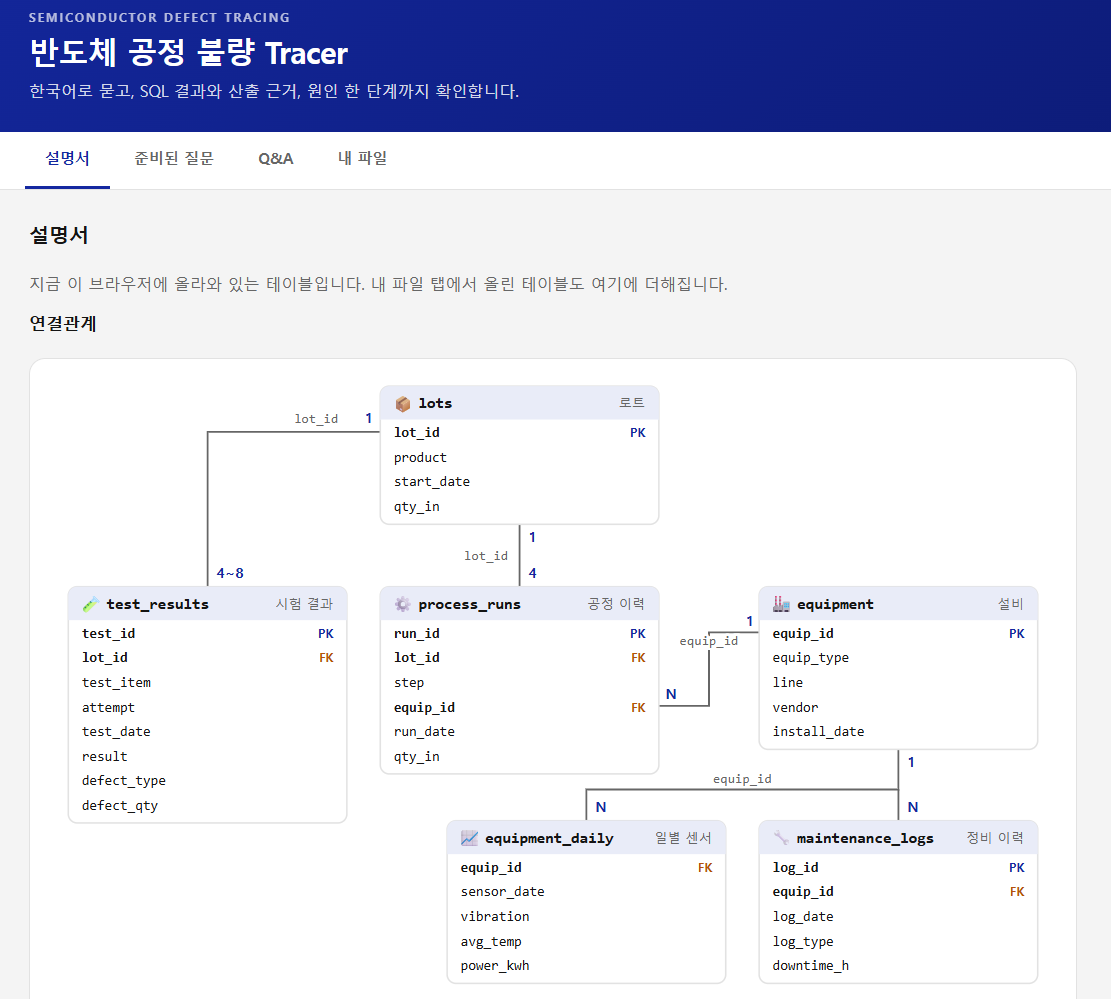 SEMICONDUCTOR DEFECT TRACING
반도체 공정 불량 Tracer
한국어로 묻고, SQL 결과와 산출 근거, 원인 한 단계까지 확인합니다.
설명서 준비된 질문 Q&A 내 파일
설명서
지금 이 브라우저에 올라와 있는 테이블입니다. 내 파일 탭에서 올린 테이블도 여기에 더해집니다.
연결관계
lots 로트
lot_id PK
product
start_date
qty_in
lot_id 1
4~8
1
lot_id
4
test_results 시험 결과
test_id PK
lot_id FK
test_item
attempt
test_date
result
defect_type
defect_qty
process_runs 공정 이력
run_id PK
lot_id FK
step
equip_id FK
run_date
qty_in
1
equip_id
N
equipment 설비
equip_id PK
equip_type
line
vendor
install_date
1
equip_id
N
N
equipment_daily 일별 센서
equip_id FK
sensor_date
vibration
avg_temp
power_kwh
maintenance_logs 정비 이력
log_id PK
equip_id FK
log_date
log_type
downtime_h